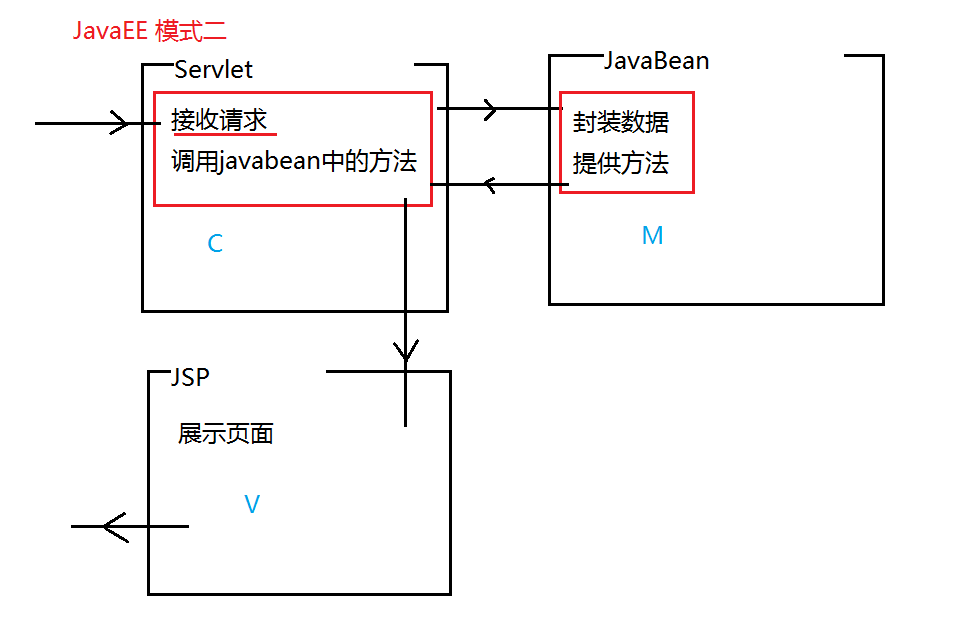 JavaEE 模式二
Servlet
接收请求
调用javabean中的方法
C
JavaBean
封装数据
提供方法
M
JSP
展示页面
V